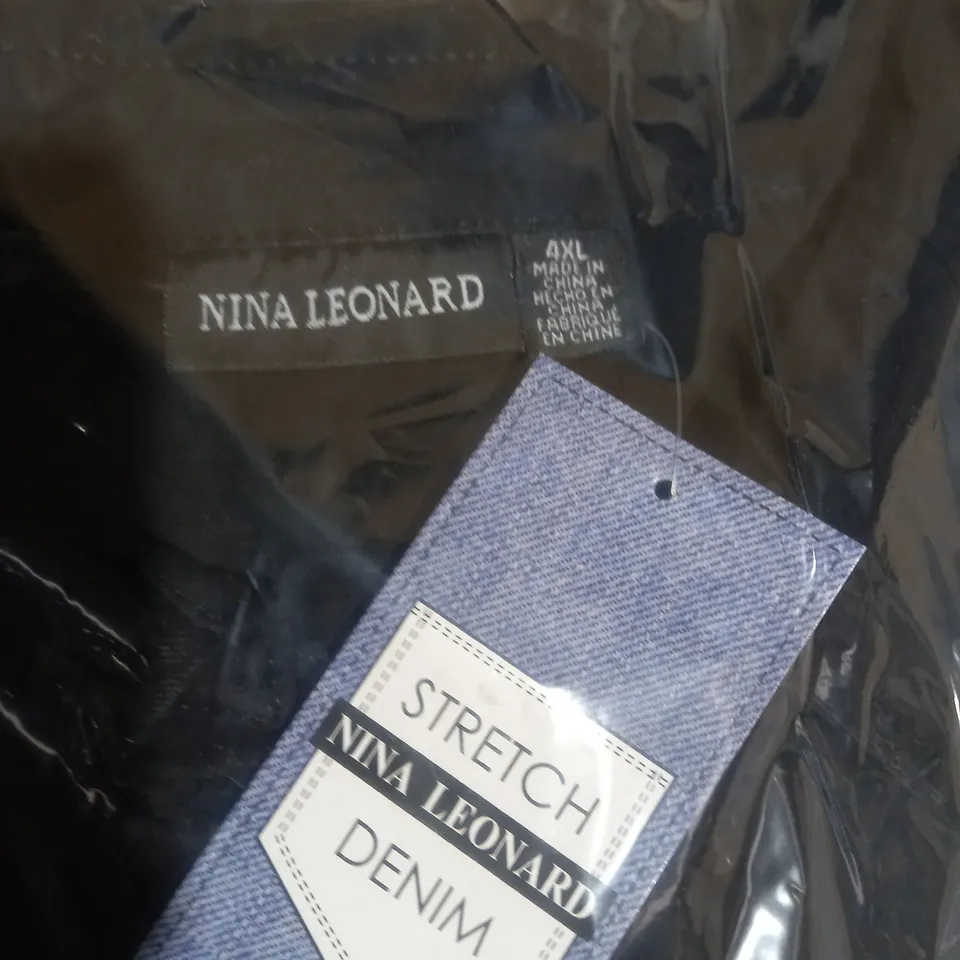 NINA LEONARD
4XL
MADE IN
CHINA
HECHO EN
CHINA
FABRIQUE
EN CHINE
STRETCH
NINA LEONARD
DENIM